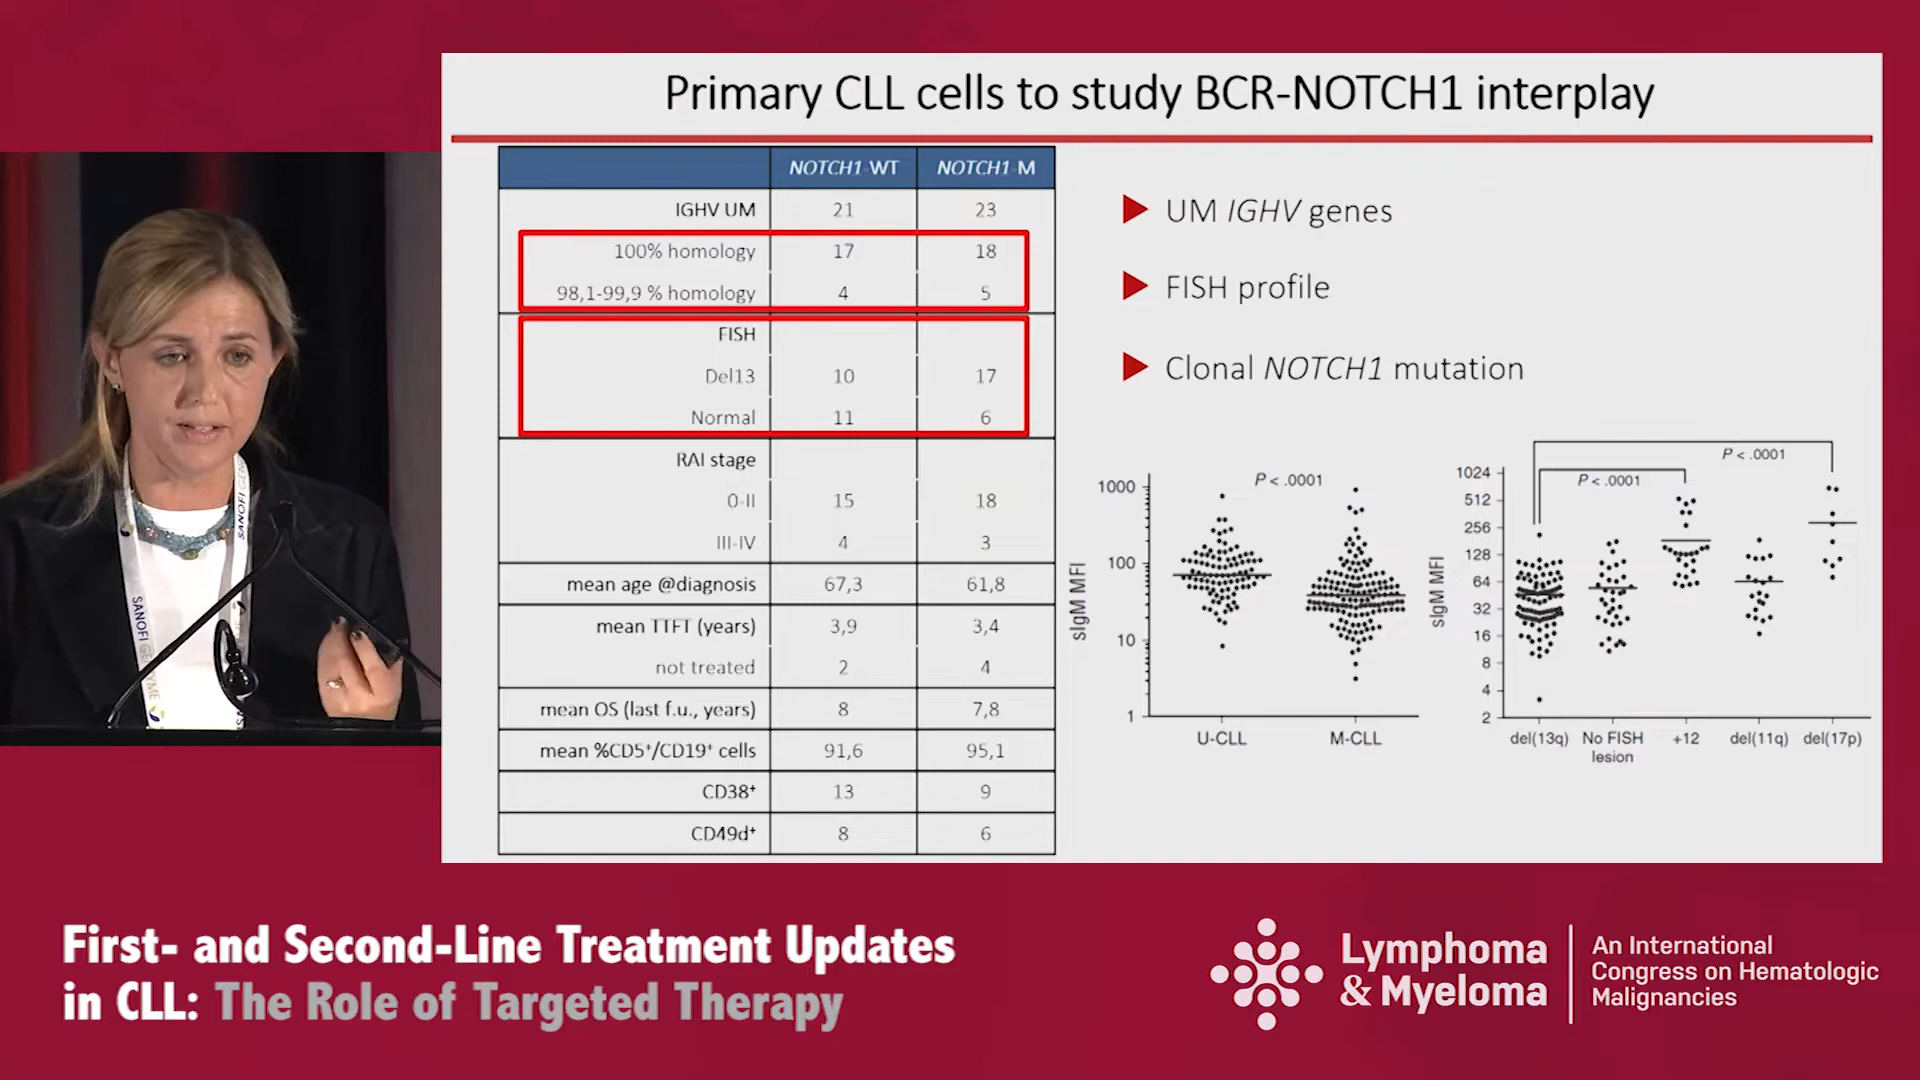 Primary CLL cells to study BCR-NOTCH1 interplay
NOTCH1-WT NOTCH1-M
IGHV UM 21 23
100% homology 17 18
98,1-99,9 % homology 4 5
FISH
Del13 10 17
Normal 11 6
RAI stage
0-II 15 18
III-IV 4 3
mean age @diagnosis 67,3 61,8
mean TTFT (years) 3,9 3,4
not treated 2 4
mean OS (last f.u., years) 8 7,8
mean %CD5⁺/CD19⁺ cells 91,6 95,1
CD38⁺ 13 9
CD49d⁺ 8 6
UM IGHV genes
FISH profile
Clonal NOTCH1 mutation
P < .0001
1000
100
10
1
sIgM MFI
U-CLL M-CLL
P < .0001
P < .0001
1024
512
256
128
64
32
16
8
4
2
sIgM MFI
del(13q) No FISH +12 del(11q) del(17p)
lesion
SANOFI GENZYME
SANOFI GEN
First- and Second-Line Treatment Updates
in CLL: The Role of Targeted Therapy
Lymphoma
& Myeloma
An International
Congress on Hematologic
Malignancies